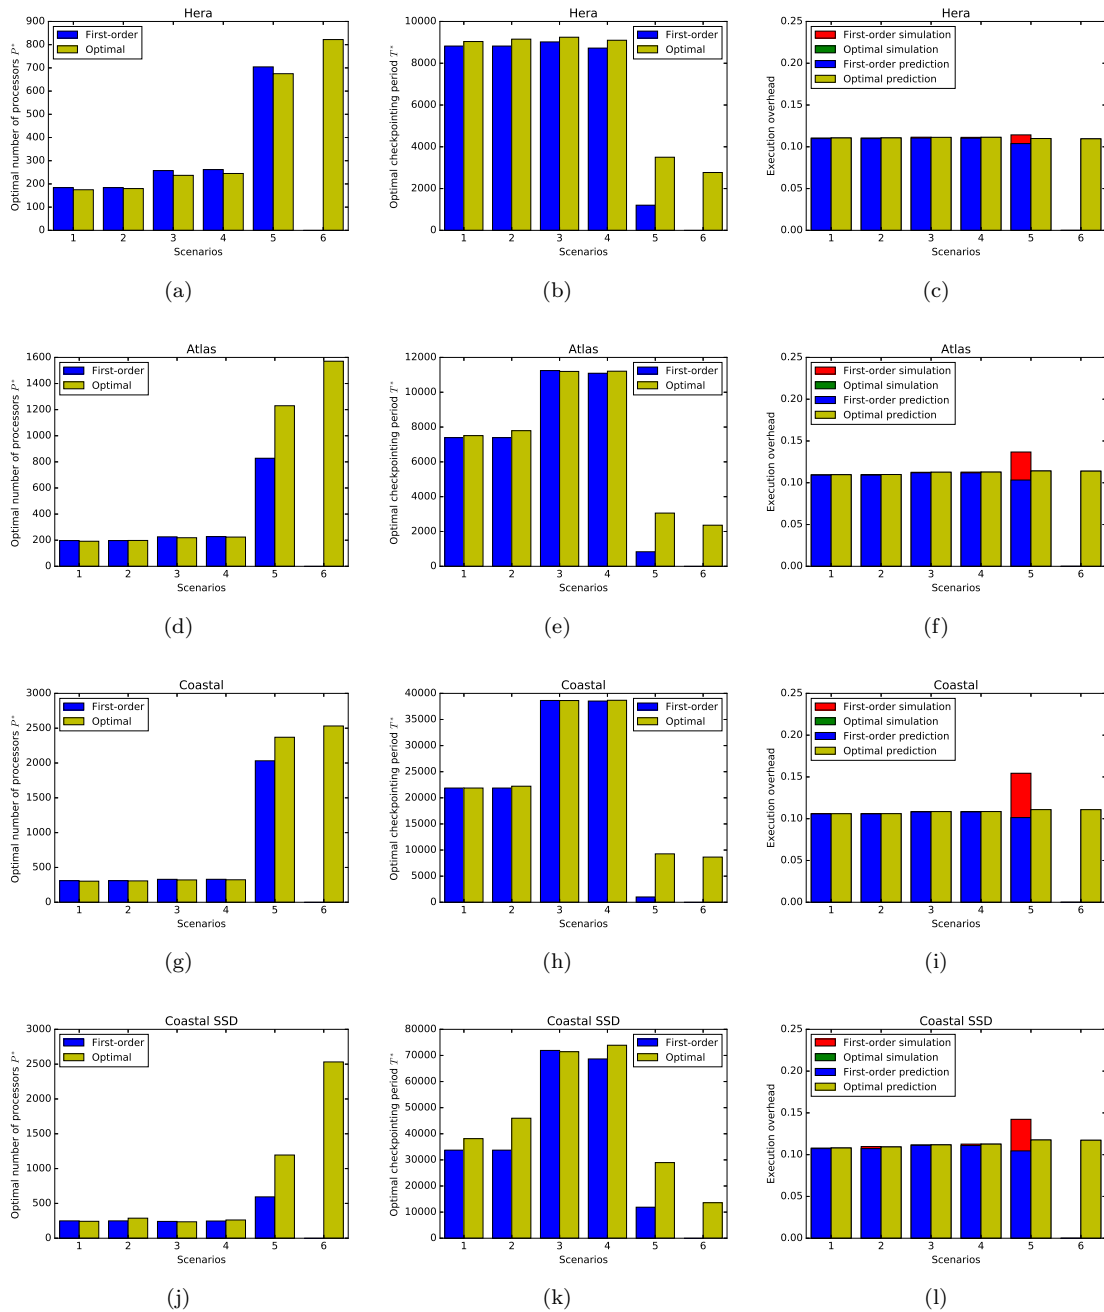 Hera
Optimal number of processors P*
900
800
700
600
500
400
300
200
100
0
First-order
Optimal
1 2 3 4 5 6
Scenarios
(a)
Hera
Optimal checkpointing period T*
10000
8000
6000
4000
2000
0
First-order
Optimal
1 2 3 4 5 6
Scenarios
(b)
Hera
Execution overhead
0.25
0.20
0.15
0.10
0.05
0.00
First-order simulation
Optimal simulation
First-order prediction
Optimal prediction
1 2 3 4 5 6
Scenarios
(c)
Atlas
Optimal number of processors P*
1600
1400
1200
1000
800
600
400
200
0
First-order
Optimal
1 2 3 4 5 6
Scenarios
(d)
Atlas
Optimal checkpointing period T*
12000
10000
8000
6000
4000
2000
0
First-order
Optimal
1 2 3 4 5 6
Scenarios
(e)
Atlas
Execution overhead
0.25
0.20
0.15
0.10
0.05
0.00
First-order simulation
Optimal simulation
First-order prediction
Optimal prediction
1 2 3 4 5 6
Scenarios
(f)
Coastal
Optimal number of processors P*
3000
2500
2000
1500
1000
500
0
First-order
Optimal
1 2 3 4 5 6
Scenarios
(g)
Coastal
Optimal checkpointing period T*
40000
35000
30000
25000
20000
15000
10000
5000
0
First-order
Optimal
1 2 3 4 5 6
Scenarios
(h)
Coastal
Execution overhead
0.25
0.20
0.15
0.10
0.05
0.00
First-order simulation
Optimal simulation
First-order prediction
Optimal prediction
1 2 3 4 5 6
Scenarios
(i)
Coastal SSD
Optimal number of processors P*
3000
2500
2000
1500
1000
500
0
First-order
Optimal
1 2 3 4 5 6
Scenarios
(j)
Coastal SSD
Optimal checkpointing period T*
80000
70000
60000
50000
40000
30000
20000
10000
0
First-order
Optimal
1 2 3 4 5 6
Scenarios
(k)
Coastal SSD
Execution overhead
0.25
0.20
0.15
0.10
0.05
0.00
First-order simulation
Optimal simulation
First-order prediction
Optimal prediction
1 2 3 4 5 6
Scenarios
(l)